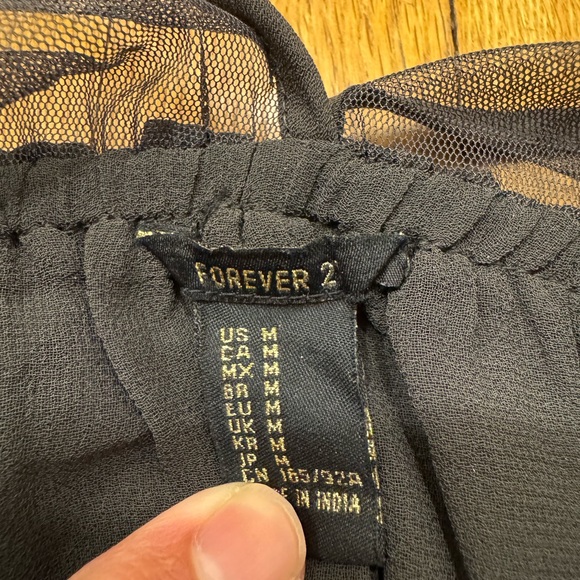 FOREVER 2
US M
CA M
MX M
BR M
EU M
UK M
KR M
JP M
CN 165/92A
E IN INDIA